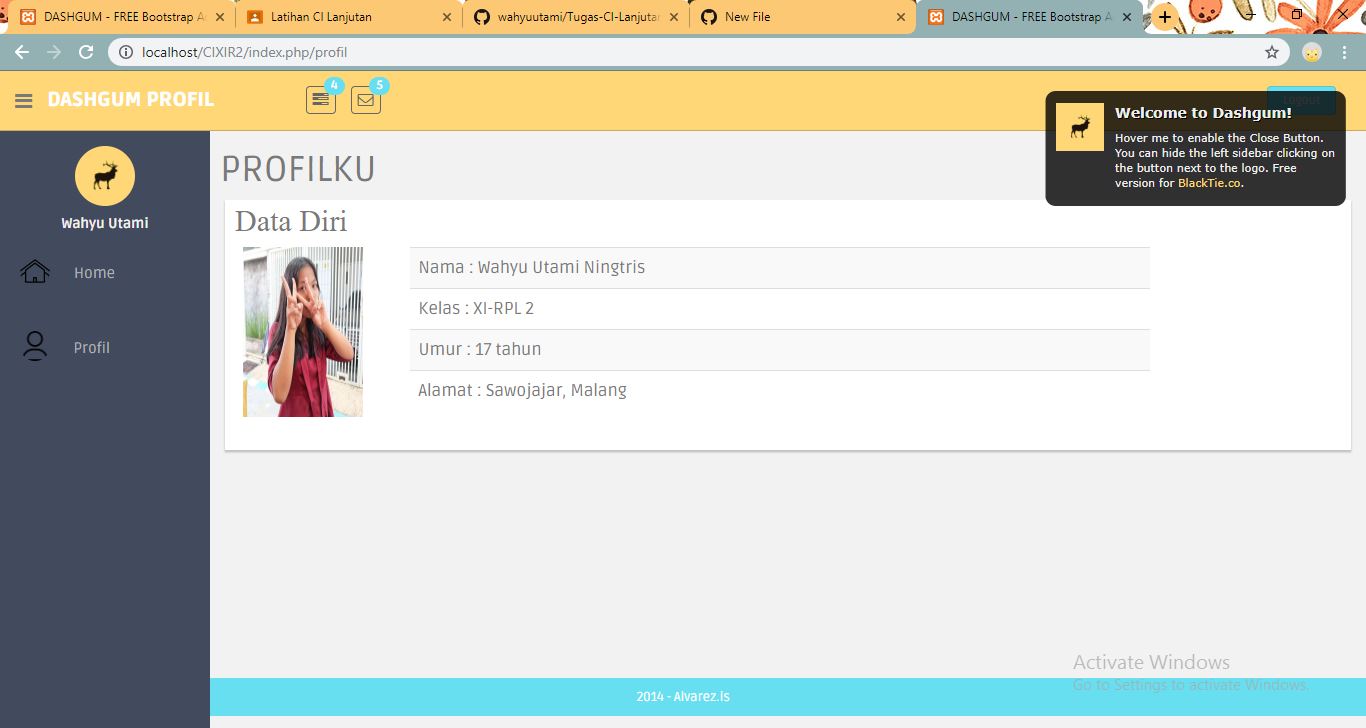 DASHGUM - FREE Bootstrap A
Latihan CI Lanjutan
wahyuutami/Tugas-CI-Lanjutan
New File
DASHGUM - FREE Bootstrap A
localhost/CIXIR2/index.php/profil
DASHGUM PROFIL
4
5
Logout
Welcome to Dashgum!
Hover me to enable the Close Button.
You can hide the left sidebar clicking on
the button next to the logo. Free
version for BlackTie.co.
Wahyu Utami
Home
Profil
PROFILKU
Data Diri
Nama : Wahyu Utami Ningtris
Kelas : XI-RPL 2
Umur : 17 tahun
Alamat : Sawojajar, Malang
Activate Windows
Go to Settings to activate Windows.
2014 - Alvarez.is